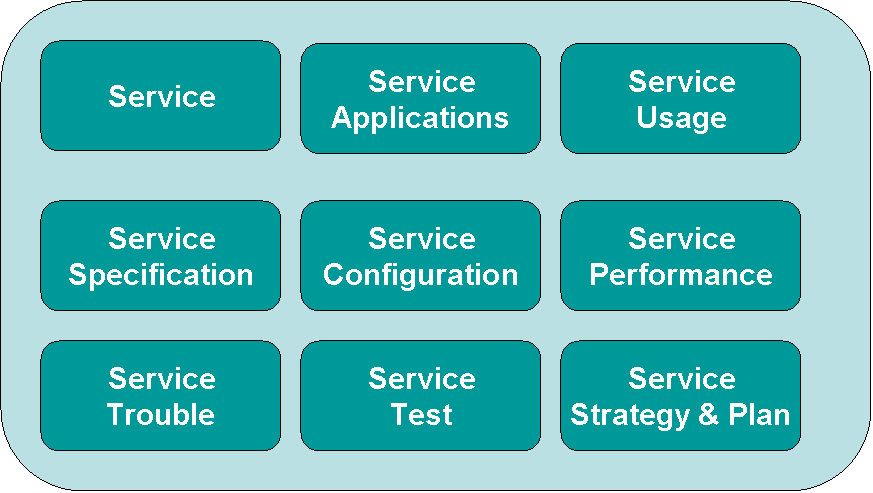 Service
Service
Applications
Service
Usage
Service
Specification
Service
Configuration
Service
Performance
Service
Trouble
Service
Test
Service
Strategy & Plan